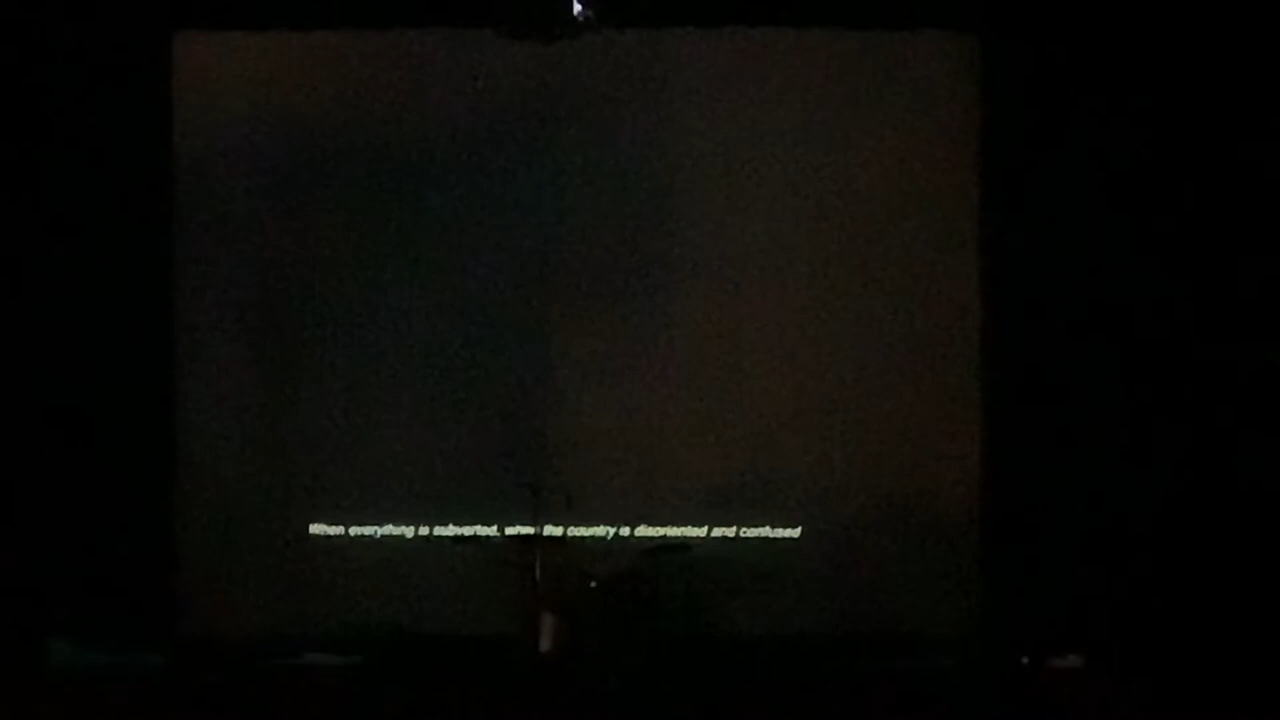 When everything is subverted, when the country is disoriented and confused